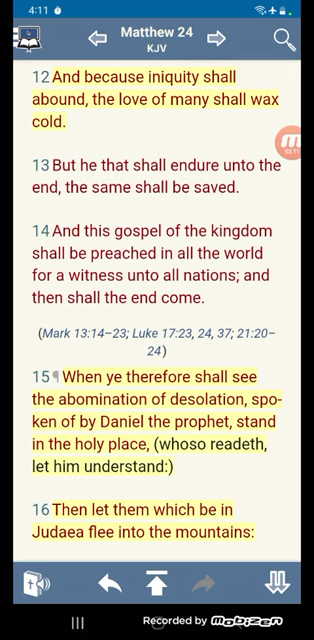 4:11
Matthew 24
KJV
12 And because iniquity shall
abound, the love of many shall wax
cold.
03:11
13 But he that shall endure unto the
end, the same shall be saved.
14 And this gospel of the kingdom
shall be preached in all the world
for a witness unto all nations; and
then shall the end come.
(Mark 13:14–23; Luke 17:23, 24, 37; 21:20–
24)
15 ¶ When ye therefore shall see
the abomination of desolation, spo-
ken of by Daniel the prophet, stand
in the holy place, (whoso readeth,
let him understand:)
16 Then let them which be in
Judaea flee into the mountains:
Recorded by Mobizen